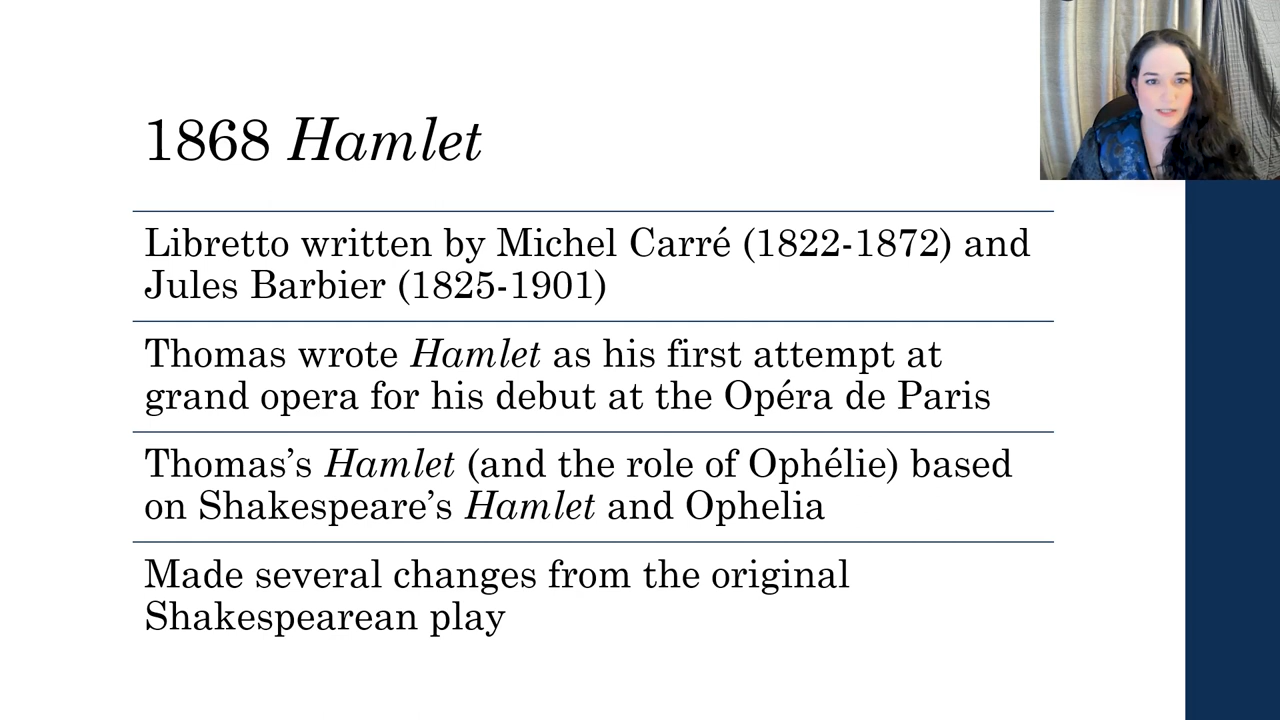 1868 Hamlet
Libretto written by Michel Carré (1822-1872) and
Jules Barbier (1825-1901)
Thomas wrote Hamlet as his first attempt at
grand opera for his debut at the Opéra de Paris
Thomas’s Hamlet (and the role of Ophélie) based
on Shakespeare’s Hamlet and Ophelia
Made several changes from the original
Shakespearean play